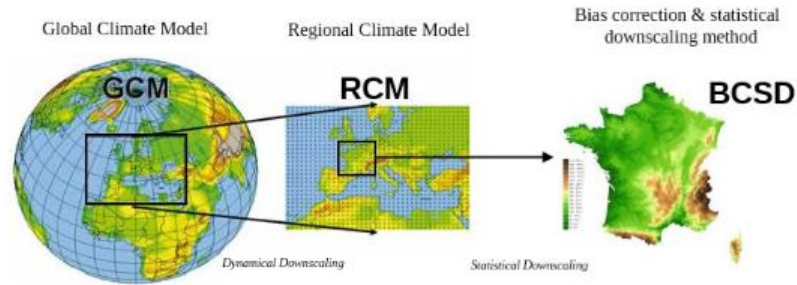 Global Climate Model
Regional Climate Model
Bias correction & statistical
downscaling method
GCM
RCM
BCSD
Dynamical Downscaling
Statistical Downscaling